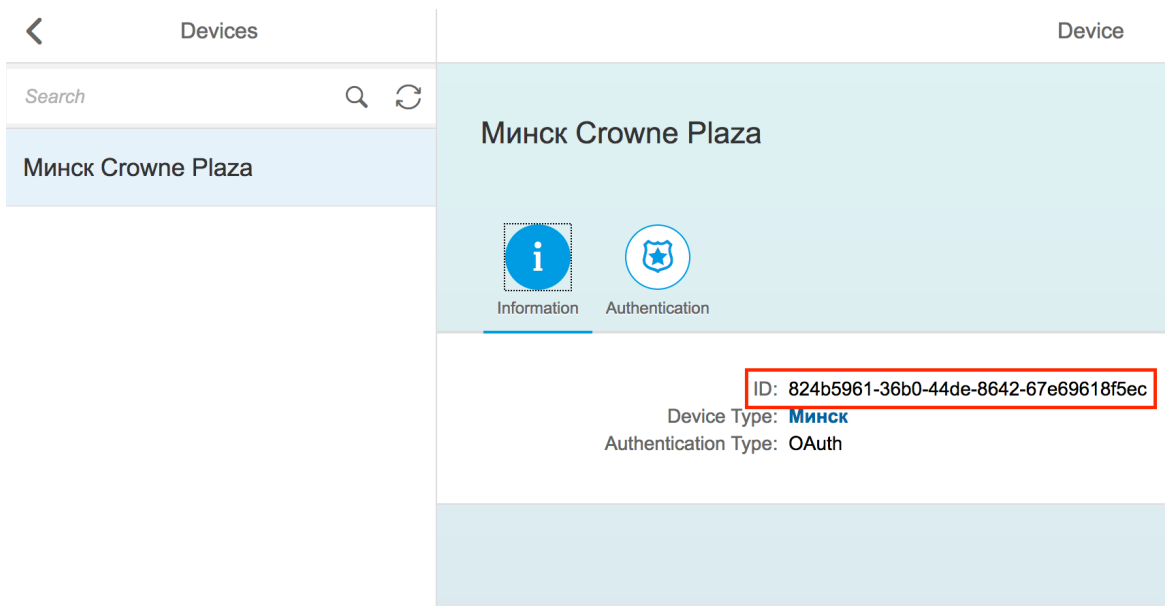 Devices
Device
Search
Минск Crowne Plaza
Минск Crowne Plaza
Information
Authentication
ID: 824b5961-36b0-44de-8642-67e69618f5ec
Device Type: Минск
Authentication Type: OAuth